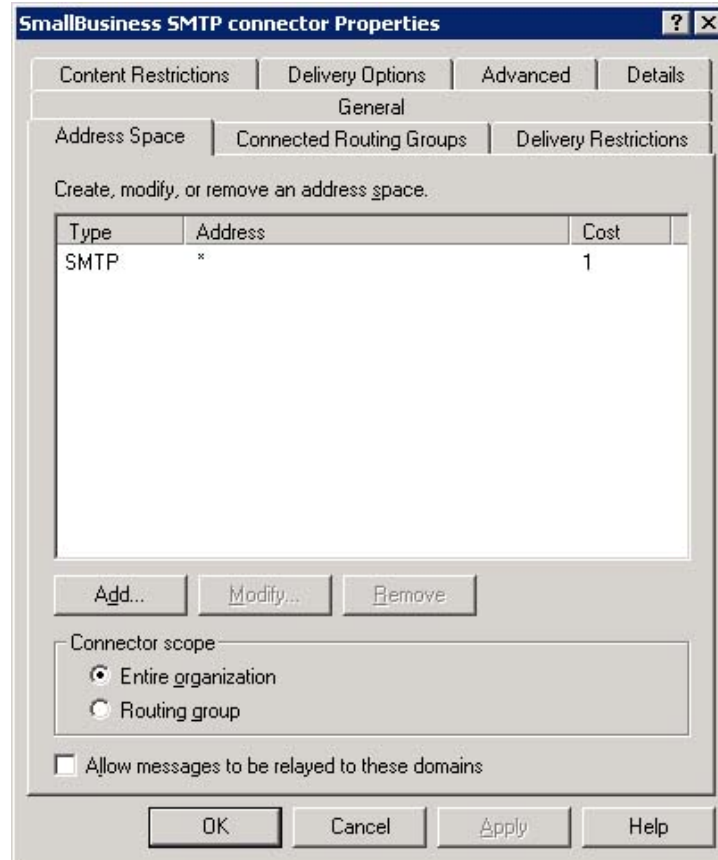 SmallBusiness SMTP connector Properties ? ×
Content Restrictions Delivery Options Advanced Details
General
Address Space Connected Routing Groups Delivery Restrictions
Create, modify, or remove an address space.
Type Address Cost
SMTP * 1
Add... Modify... Remove
Connector scope
Entire organization
Routing group
Allow messages to be relayed to these domains
OK Cancel Apply Help